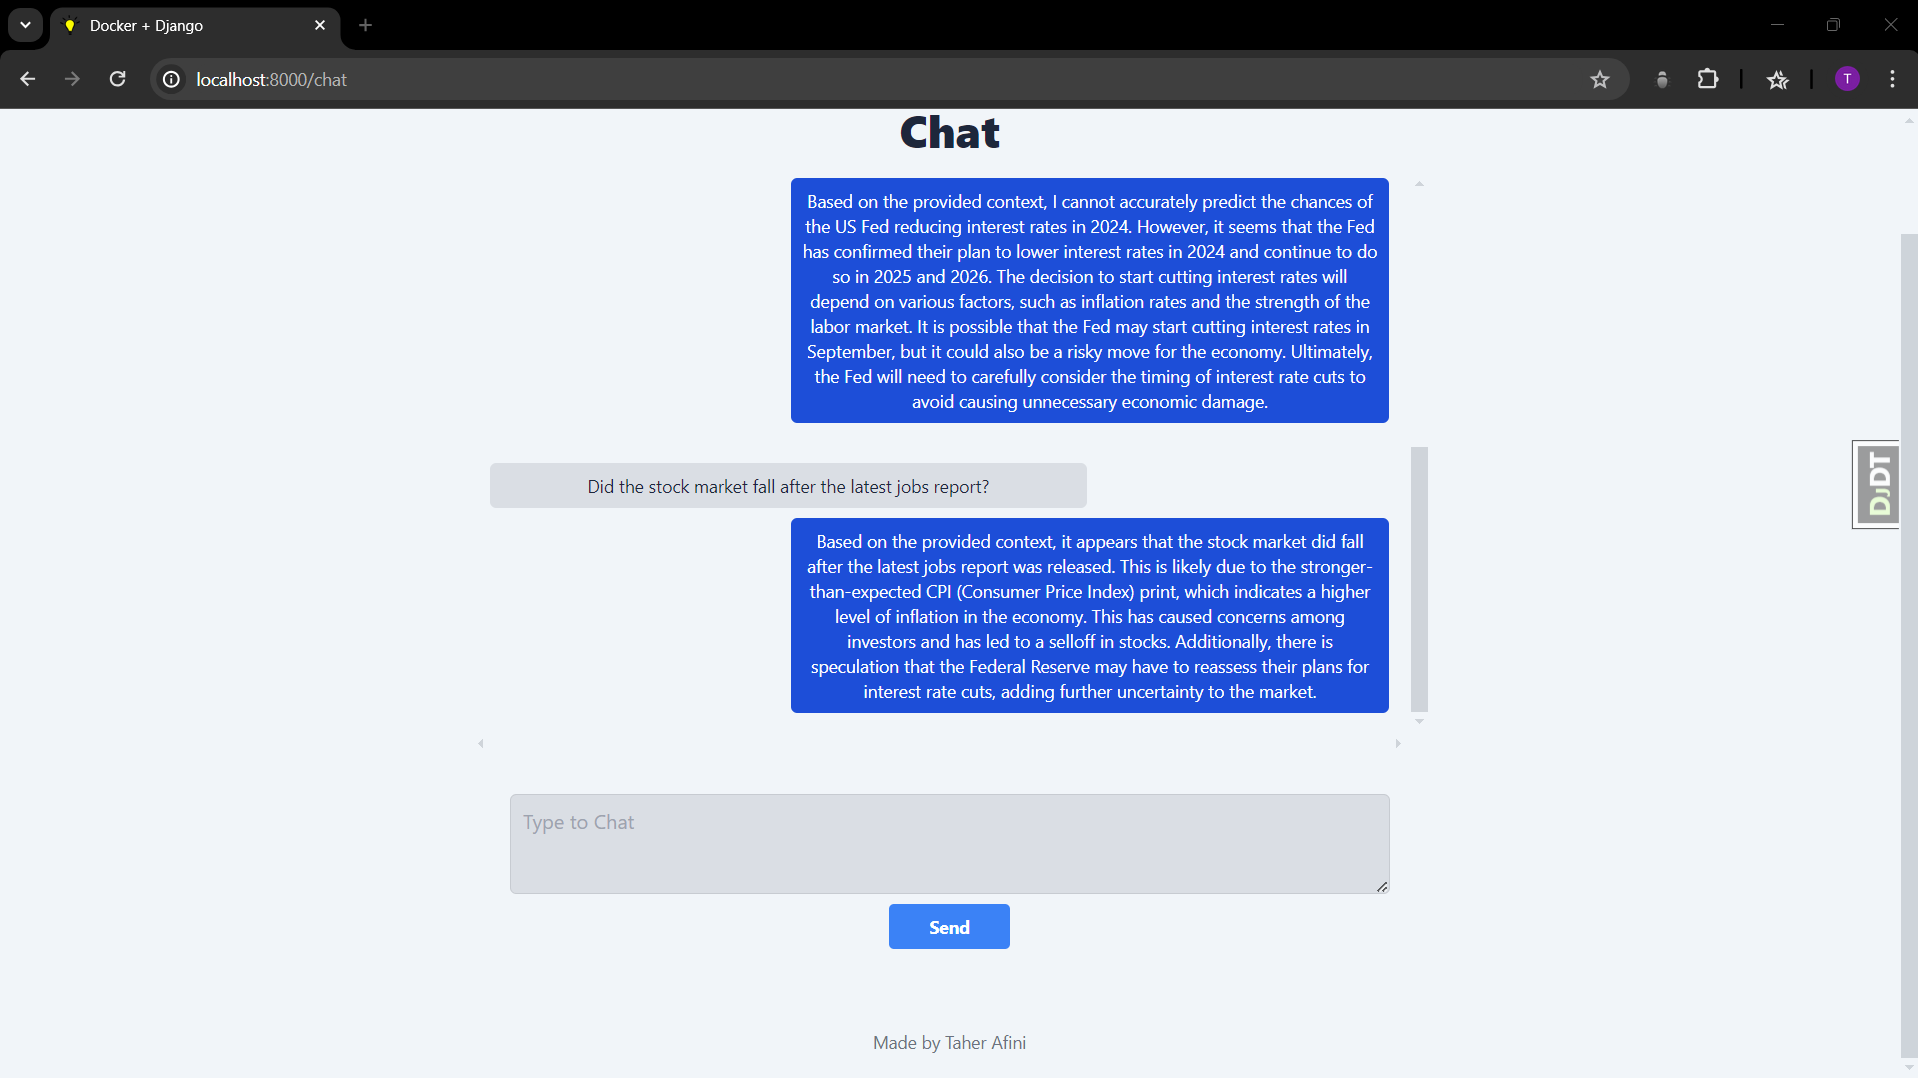 Docker + Django
localhost:8000/chat
T
Chat
Based on the provided context, I cannot accurately predict the chances of
the US Fed reducing interest rates in 2024. However, it seems that the Fed
has confirmed their plan to lower interest rates in 2024 and continue to do
so in 2025 and 2026. The decision to start cutting interest rates will
depend on various factors, such as inflation rates and the strength of the
labor market. It is possible that the Fed may start cutting interest rates in
September, but it could also be a risky move for the economy. Ultimately,
the Fed will need to carefully consider the timing of interest rate cuts to
avoid causing unnecessary economic damage.
Did the stock market fall after the latest jobs report?
DJDT
Based on the provided context, it appears that the stock market did fall
after the latest jobs report was released. This is likely due to the stronger-
than-expected CPI (Consumer Price Index) print, which indicates a higher
level of inflation in the economy. This has caused concerns among
investors and has led to a selloff in stocks. Additionally, there is
speculation that the Federal Reserve may have to reassess their plans for
interest rate cuts, adding further uncertainty to the market.
Type to Chat
Send
Made by Taher Afini